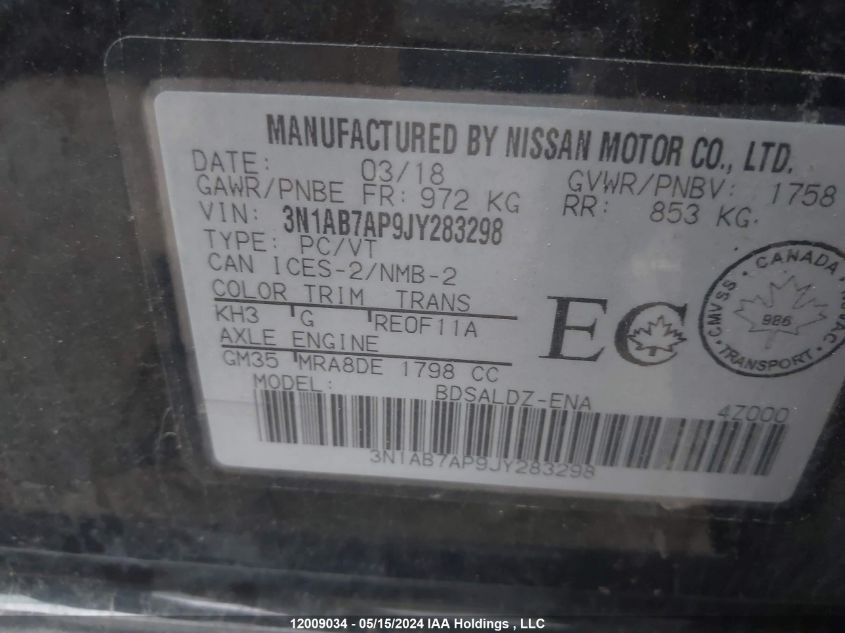 MANUFACTURED BY NISSAN MOTOR CO., LTD.
DATE: 03/18 GVWR/PNBV: 1758
GAWR/PNBE FR: 972 KG RR: 853 KG
VIN: 3N1AB7AP9JY283298
TYPE: PC/VT
CAN ICES-2/NMB-2
COLOR TRIM TRANS
KH3 G RE0F11A
AXLE ENGINE
GM35 MRA8DE 1798 CC
MODEL: BDSALDZ-ENA 4Z000
3N1AB7AP9JY283298
EC
CANADA
CMVSS
986
TRANSPORT
12009034 - 05/15/2024 IAA Holdings , LLC